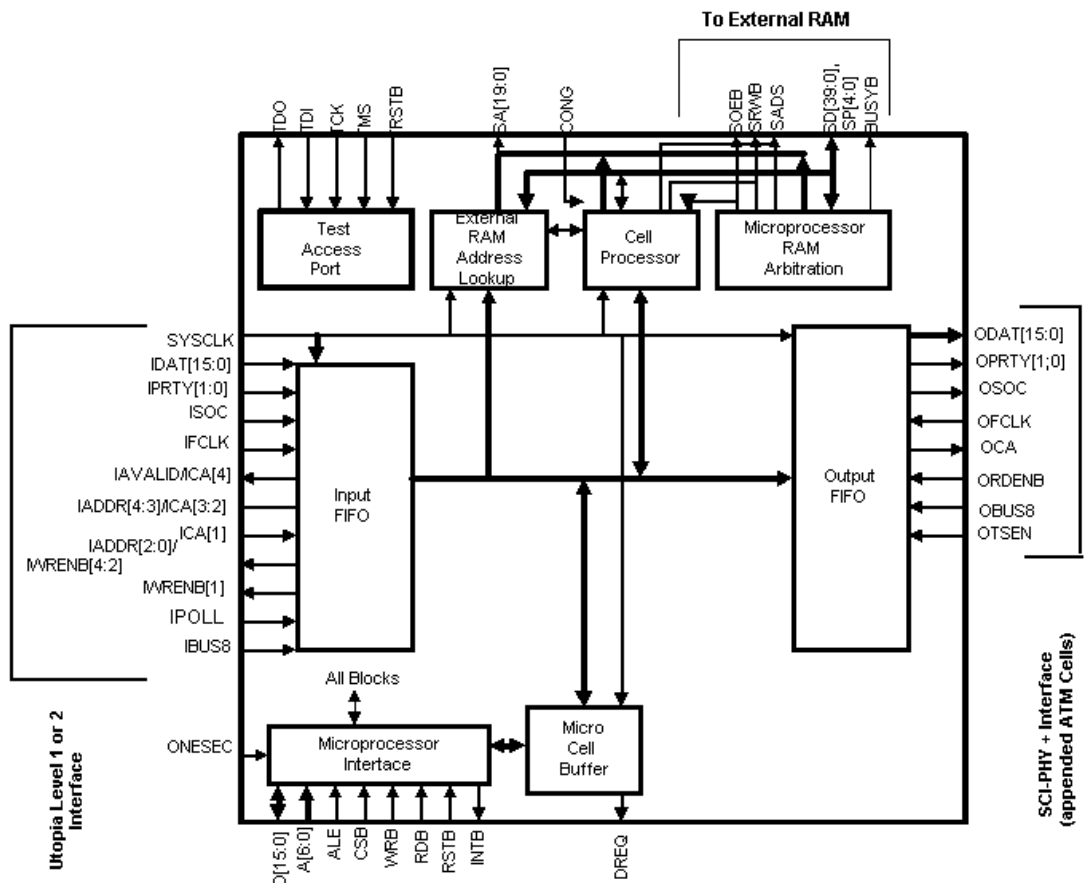 To External RAM
TDO
TDI
TCK
TMS
TRSTB
SA[19:0]
CONG
SOEB
SRWB
SADS
SD[39:0],
SP[4:0]
BUSYB
Test
Access
Port
External
RAM
Address
Lookup
Cell
Processor
Microprocessor
RAM
Arbitration
SYSCLK
IDAT[15:0]
IPRTY[1:0]
ISOC
IFCLK
IAVALID/ICA[4]
IADDR[4:3]/ICA[3:2]
ICA[1]
IADDR[2:0]/
IWRENB[4:2]
IWRENB[1]
IPOLL
IBUS8
Input
FIFO
Output
FIFO
ODAT[15:0]
OPRTY[1;0]
OSOC
OFCLK
OCA
ORDENB
OBUS8
OTSEN
All Blocks
ONESEC
Microprocessor
Intertace
Micro
Cell
Buffer
D[15:0]
A[6:0]
ALE
CSB
WRB
RDB
RSTB
INTB
DREQ
Utopia Level 1 or 2
Interface
SCI-PHY + Interface
(appended ATM Cells)